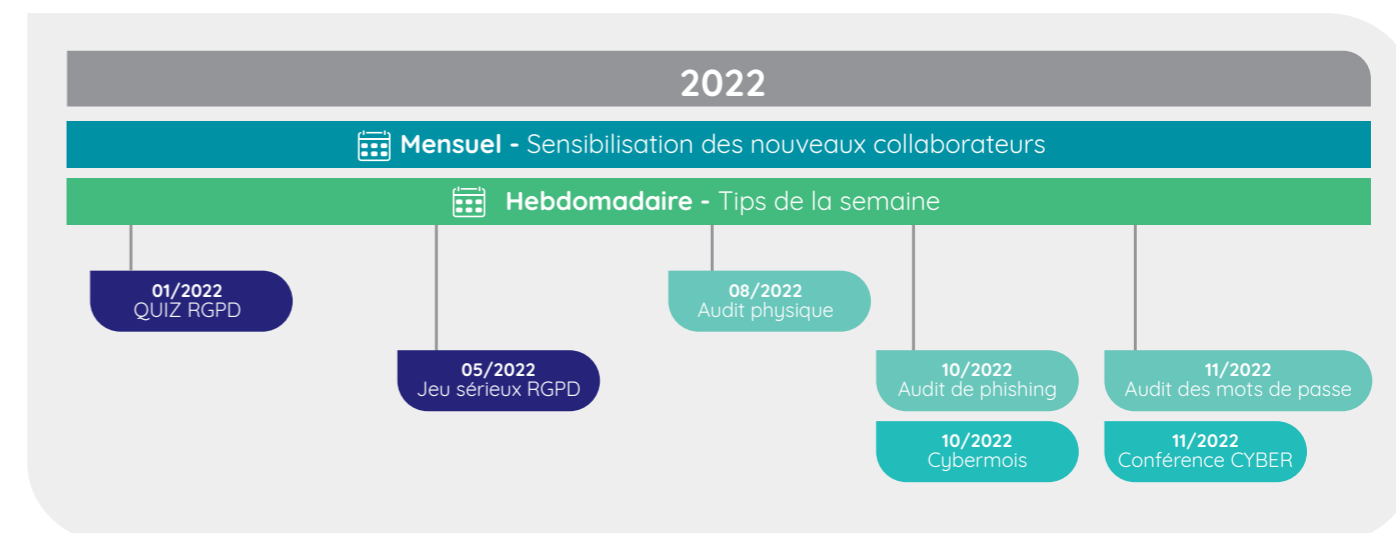 2022
Mensuel - Sensibilisation des nouveaux collaborateurs
Hebdomadaire - Tips de la semaine
01/2022
QUIZ RGPD
08/2022
Audit physique
05/2022
Jeu sérieux RGPD
10/2022
Audit de phishing
11/2022
Audit des mots de passe
10/2022
Cybermois
11/2022
Conférence CYBER